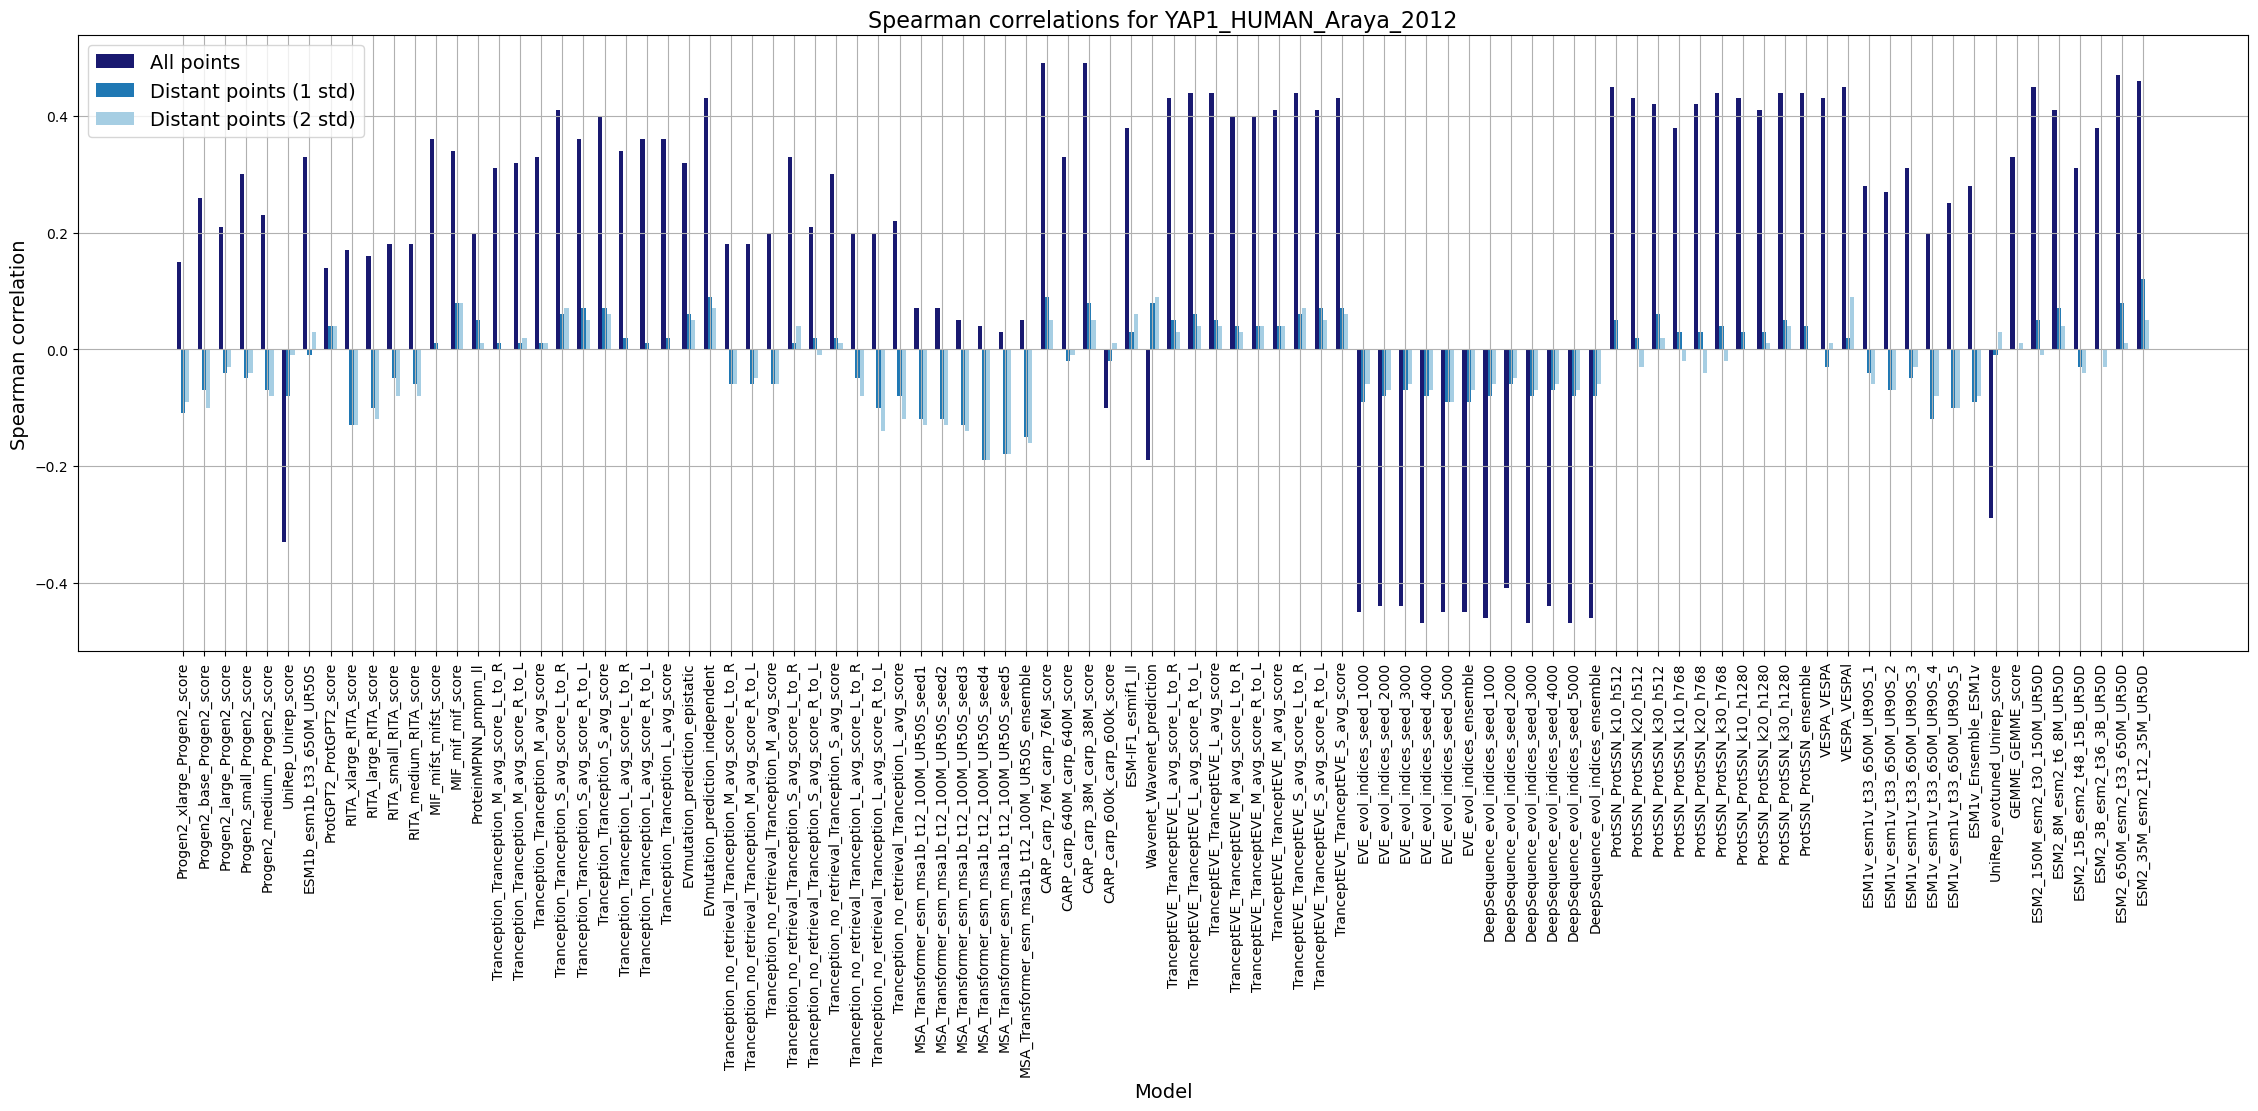 Spearman correlations for YAP1_HUMAN_Araya_2012
All points
Distant points (1 std)
Distant points (2 std)
Spearman correlation
0.4
0.2
0.0
−0.2
−0.4
Progen2_xlarge_Progen2_score
Progen2_base_Progen2_score
Progen2_large_Progen2_score
Progen2_small_Progen2_score
Progen2_medium_Progen2_score
UniRep_Unirep_score
ESM1b_esm1b_t33_650M_UR50S
ProtGPT2_ProtGPT2_score
RITA_xlarge_RITA_score
RITA_large_RITA_score
RITA_small_RITA_score
RITA_medium_RITA_score
MIF_mifst_mifst_score
MIF_mif_mif_score
ProteinMPNN_pmpnn_ll
Tranception_Tranception_M_avg_score_L_to_R
Tranception_Tranception_M_avg_score_R_to_L
Tranception_Tranception_M_avg_score
Tranception_Tranception_S_avg_score_L_to_R
Tranception_Tranception_S_avg_score_R_to_L
Tranception_Tranception_S_avg_score
Tranception_Tranception_L_avg_score_L_to_R
Tranception_Tranception_L_avg_score_R_to_L
Tranception_Tranception_L_avg_score
EVmutation_prediction_epistatic
EVmutation_prediction_independent
Tranception_no_retrieval_Tranception_M_avg_score_L_to_R
Tranception_no_retrieval_Tranception_M_avg_score_R_to_L
Tranception_no_retrieval_Tranception_M_avg_score
Tranception_no_retrieval_Tranception_S_avg_score_L_to_R
Tranception_no_retrieval_Tranception_S_avg_score_R_to_L
Tranception_no_retrieval_Tranception_S_avg_score
Tranception_no_retrieval_Tranception_L_avg_score_L_to_R
Tranception_no_retrieval_Tranception_L_avg_score_R_to_L
Tranception_no_retrieval_Tranception_L_avg_score
MSA_Transformer_esm_msa1b_t12_100M_UR50S_seed1
MSA_Transformer_esm_msa1b_t12_100M_UR50S_seed2
MSA_Transformer_esm_msa1b_t12_100M_UR50S_seed3
MSA_Transformer_esm_msa1b_t12_100M_UR50S_seed4
MSA_Transformer_esm_msa1b_t12_100M_UR50S_seed5
MSA_Transformer_esm_msa1b_t12_100M_UR50S_ensemble
CARP_carp_76M_carp_76M_score
CARP_carp_640M_carp_640M_score
CARP_carp_38M_carp_38M_score
CARP_carp_600k_carp_600k_score
ESM-IF1_esmif1_ll
Wavenet_Wavenet_prediction
TranceptEVE_TranceptEVE_L_avg_score_L_to_R
TranceptEVE_TranceptEVE_L_avg_score_R_to_L
TranceptEVE_TranceptEVE_L_avg_score
TranceptEVE_TranceptEVE_M_avg_score_L_to_R
TranceptEVE_TranceptEVE_M_avg_score_R_to_L
TranceptEVE_TranceptEVE_M_avg_score
TranceptEVE_TranceptEVE_S_avg_score_L_to_R
TranceptEVE_TranceptEVE_S_avg_score_R_to_L
TranceptEVE_TranceptEVE_S_avg_score
EVE_evol_indices_seed_1000
EVE_evol_indices_seed_2000
EVE_evol_indices_seed_3000
EVE_evol_indices_seed_4000
EVE_evol_indices_seed_5000
EVE_evol_indices_ensemble
DeepSequence_evol_indices_seed_1000
DeepSequence_evol_indices_seed_2000
DeepSequence_evol_indices_seed_3000
DeepSequence_evol_indices_seed_4000
DeepSequence_evol_indices_seed_5000
DeepSequence_evol_indices_ensemble
ProtSSN_ProtSSN_k10_h512
ProtSSN_ProtSSN_k20_h512
ProtSSN_ProtSSN_k30_h512
ProtSSN_ProtSSN_k10_h768
ProtSSN_ProtSSN_k20_h768
ProtSSN_ProtSSN_k30_h768
ProtSSN_ProtSSN_k10_h1280
ProtSSN_ProtSSN_k20_h1280
ProtSSN_ProtSSN_k30_h1280
ProtSSN_ProtSSN_ensemble
VESPA_VESPA
VESPA_VESPAl
ESM1v_esm1v_t33_650M_UR90S_1
ESM1v_esm1v_t33_650M_UR90S_2
ESM1v_esm1v_t33_650M_UR90S_3
ESM1v_esm1v_t33_650M_UR90S_4
ESM1v_esm1v_t33_650M_UR90S_5
ESM1v_Ensemble_ESM1v
UniRep_evotuned_Unirep_score
GEMME_GEMME_score
ESM2_150M_esm2_t30_150M_UR50D
ESM2_8M_esm2_t6_8M_UR50D
ESM2_15B_esm2_t48_15B_UR50D
ESM2_3B_esm2_t36_3B_UR50D
ESM2_650M_esm2_t33_650M_UR50D
ESM2_35M_esm2_t12_35M_UR50D
Model